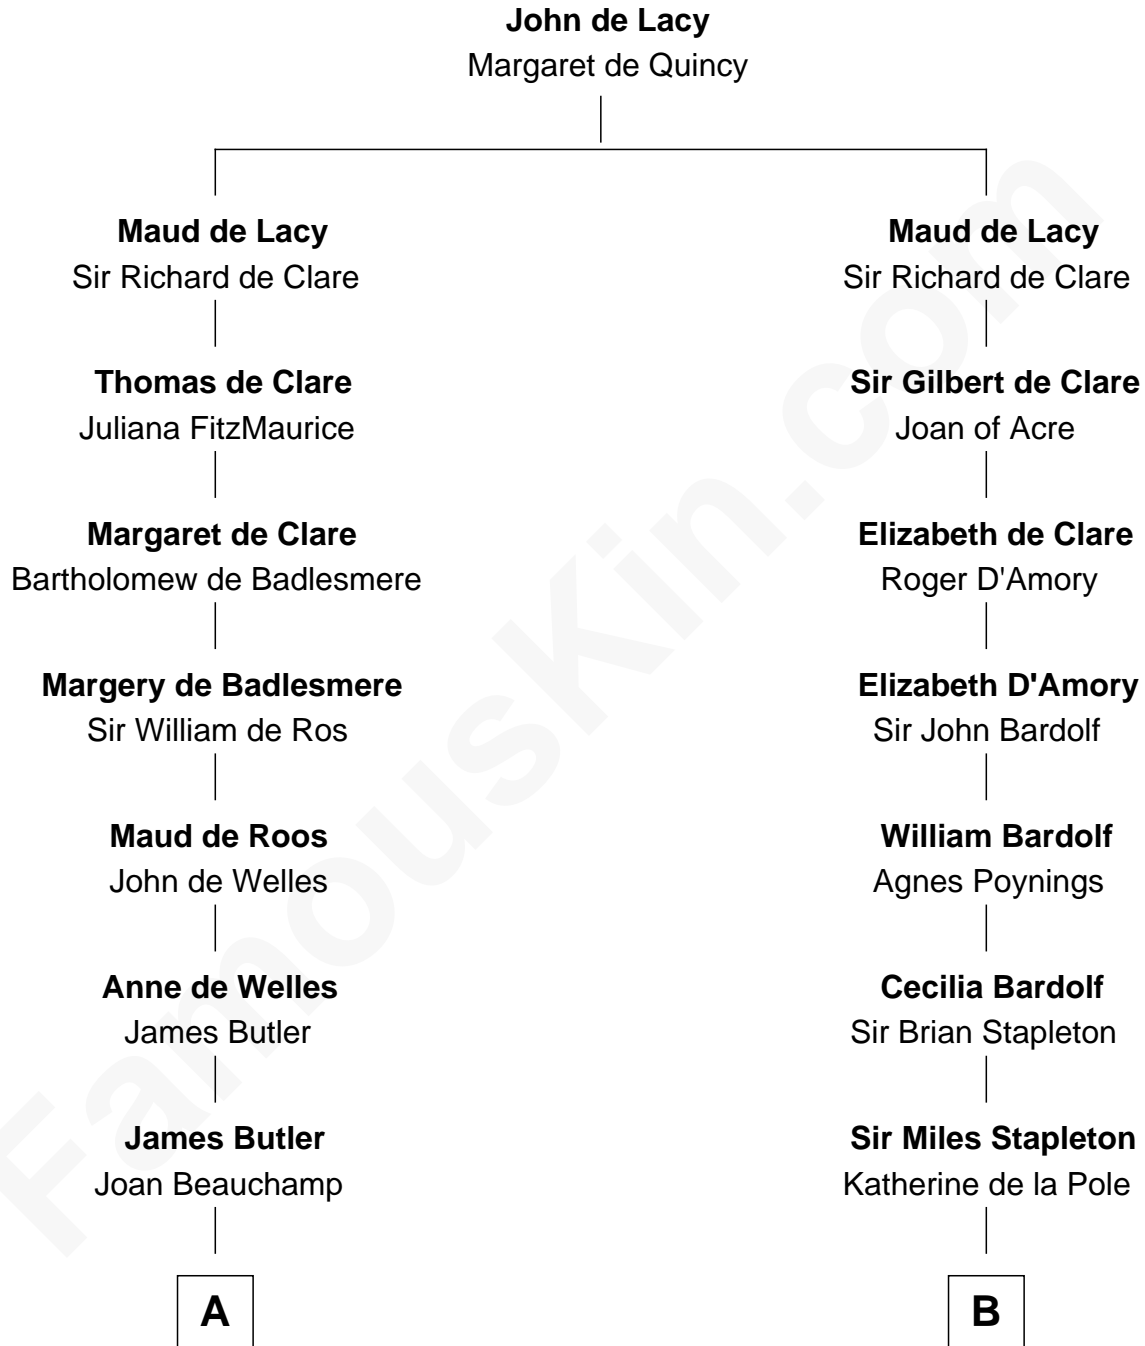 John de Lacy
Margaret de Quincy
Maud de Lacy
Sir Richard de Clare
Maud de Lacy
Sir Richard de Clare
Thomas de Clare
Juliana FitzMaurice
Sir Gilbert de Clare
Joan of Acre
Margaret de Clare
Bartholomew de Badlesmere
Elizabeth de Clare
Roger D'Amory
Margery de Badlesmere
Sir William de Ros
Elizabeth D'Amory
Sir John Bardolf
Maud de Roos
John de Welles
William Bardolf
Agnes Poynings
Anne de Welles
James Butler
Cecilia Bardolf
Sir Brian Stapleton
James Butler
Joan Beauchamp
Sir Miles Stapleton
Katherine de la Pole
A
B
FamousKin.com